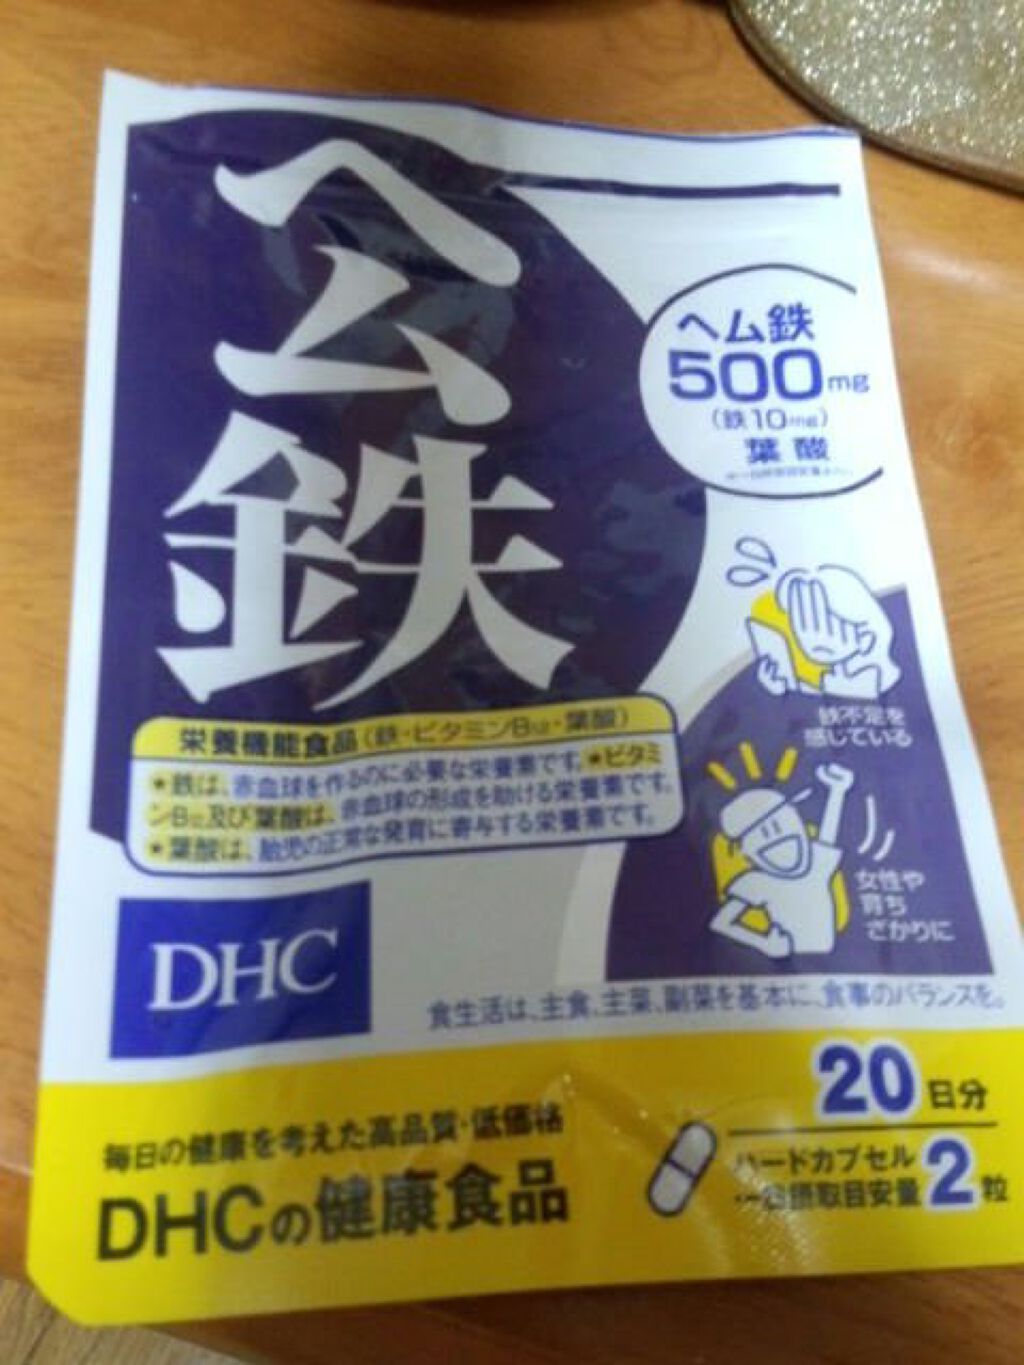 ヘム
鉄
ヘム鉄
500mg
(鉄10mg)
葉酸
鉄不足を
感じている
女性や
育ち
ざかりに
栄養機能食品(鉄・ビタミンB12・葉酸)
★鉄は、赤血球を作るのに必要な栄養素です。★ビタミ
ンB12及び葉酸は、赤血球の形成を助ける栄養素です。
★葉酸は、胎児の正常な発育に寄与する栄養素です。
DHC
食生活は、主食、主菜、副菜を基本に、食事のバランスを。
20日分
ハードカプセル
一日摂取目安量2粒
毎日の健康を考えた高品質・低価格
DHCの健康食品